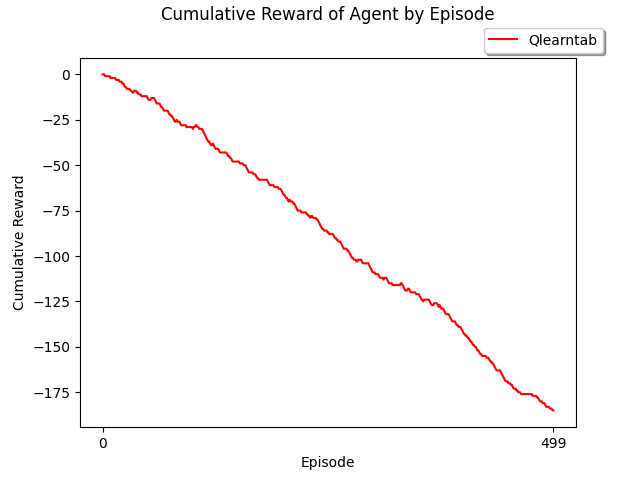 Cumulative Reward of Agent by Episode
Qlearntab
0
−25
−50
−75
−100
−125
−150
−175
Cumulative Reward
0 499
Episode